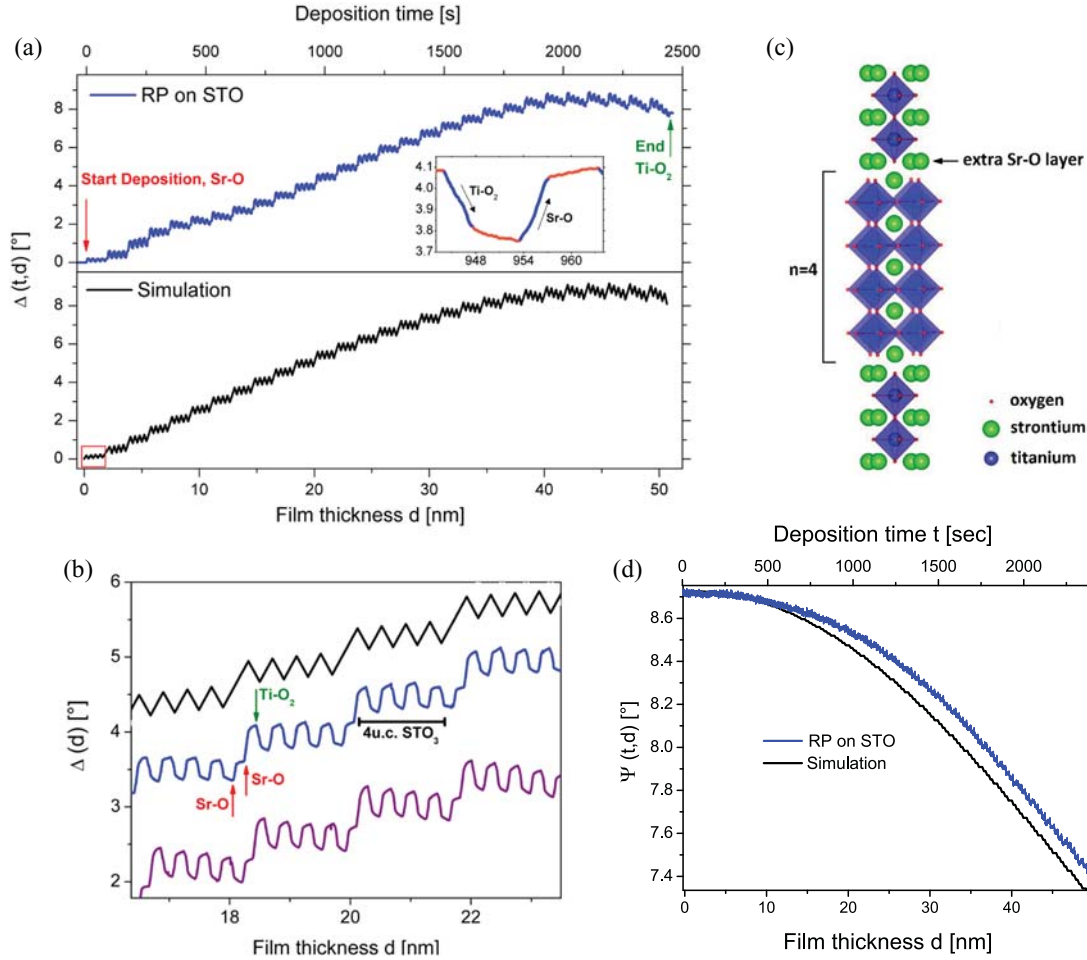 (a)
Deposition time [s]
0 500 1000 1500 2000 2500
RP on STO
Start Deposition, Sr-O
End
Ti-O2
4.1
4.0
3.9
3.8
3.7
Ti-O2
Sr-O
948 954 960
8
6
4
2
0
Simulation
8
6
4
2
0
Δ (t,d) [°]
0 10 20 30 40 50
Film thickness d [nm]
(c)
extra Sr-O layer
n=4
oxygen
strontium
titanium
(b)
6
5
4
3
2
Δ (d) [°]
Ti-O2
Sr-O
Sr-O
4u.c. STO3
18 20 22
Film thickness d [nm]
(d)
Deposition time t [sec]
0 500 1000 1500 2000
8.6
8.4
8.2
8.0
7.8
7.6
7.4
Ψ (t,d) [°]
RP on STO
Simulation
0 10 20 30 40
Film thickness d [nm]